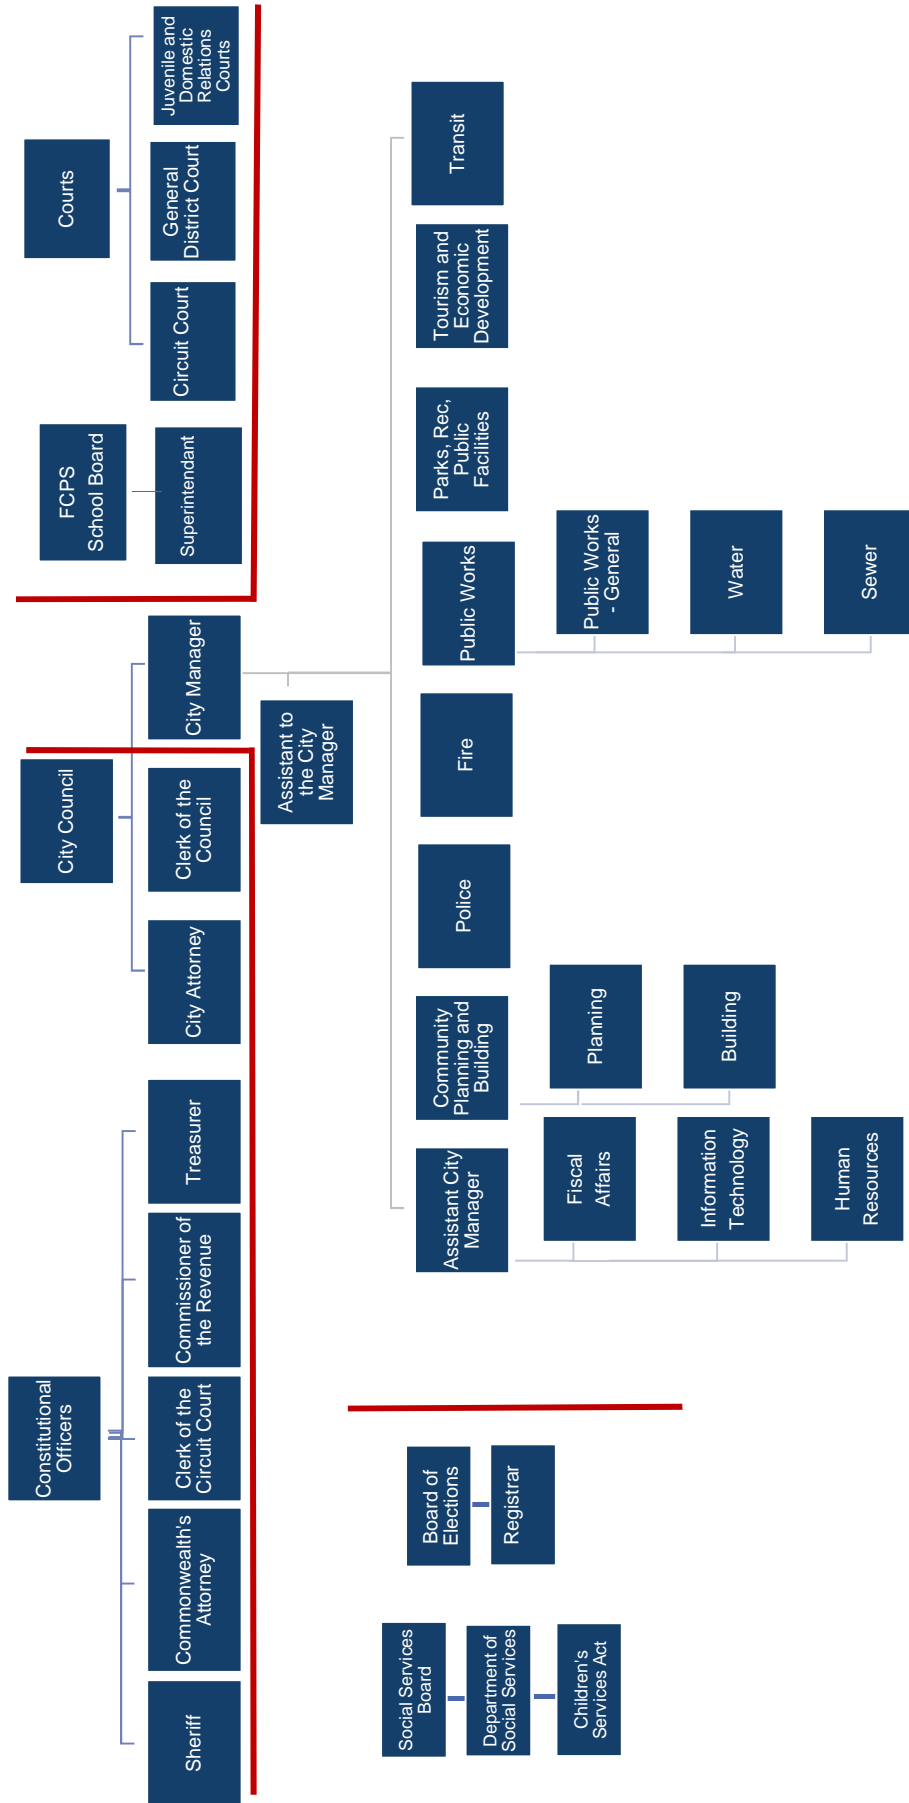 Constitutional
Officers
City Council
FCPS
School Board
Courts
Sheriff
Commonwealth's
Attorney
Clerk of the
Circuit Court
Commissioner of
the Revenue
Treasurer
City Attorney
Clerk of the
Council
City Manager
Superintendant
Circuit Court
General
District Court
Juvenile and
Domestic
Relations
Courts
Assistant to
the City
Manager
Social Services
Board
Department of
Social Services
Children's
Services Act
Board of
Elections
Registrar
Assistant City
Manager
Community
Planning and
Building
Police
Fire
Public Works
Parks, Rec,
Public
Facilities
Tourism and
Economic
Development
Transit
Fiscal
Affairs
Information
Technology
Human
Resources
Planning
Building
Public Works
- General
Water
Sewer